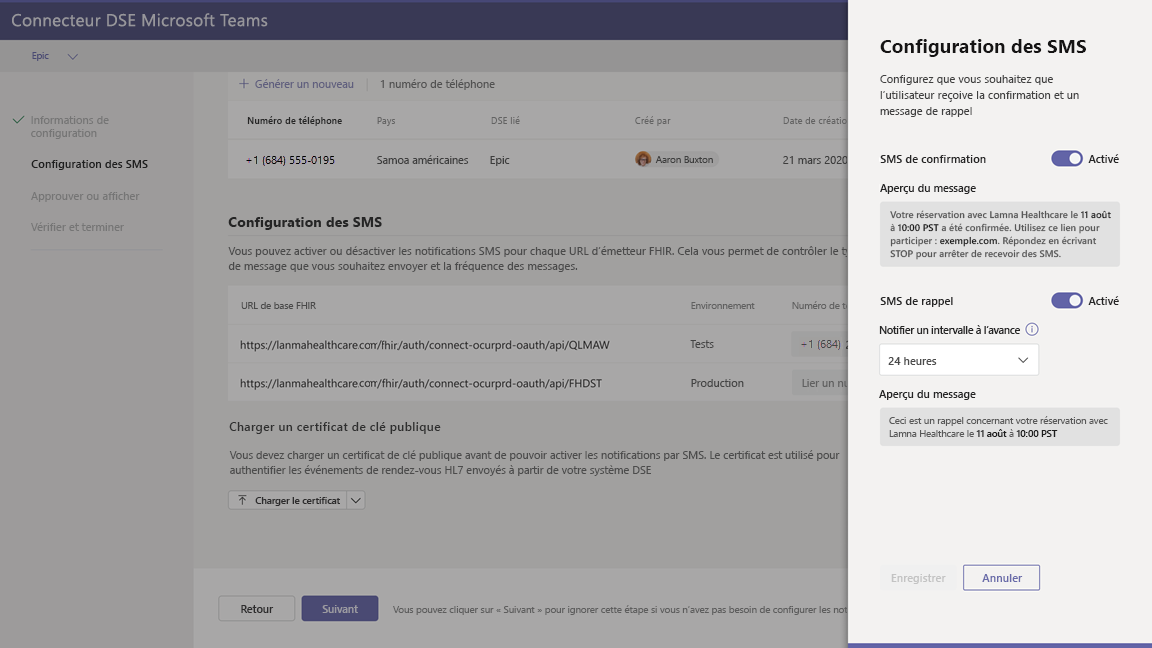 Connecteur DSE Microsoft Teams
Epic
Informations de
configuration
Configuration des SMS
Approuver ou afficher
Vérifier et terminer
Générer un nouveau
1 numéro de téléphone
Numéro de téléphone Pays DSE lié Créé par Date de créatio
+1 (684) 555-0195 Samoa américaines Epic Aaron Buxton 21 mars 2020
Configuration des SMS
Vous pouvez activer ou désactiver les notifications SMS pour chaque URL d'émetteur FHIR. Cela vous permet de contrôler le ty
de message que vous souhaitez envoyer et la fréquence des messages.
URL de base FHIR Environnement Numéro de té
https://lanmahealthcare.com/fhir/auth/connect-ocurprd-oauth/api/QLMAW Tests +1 (684) 2
https://lanmahealthcare.com/fhir/auth/connect-ocurprd-oauth/api/FHDST Production Lier un nu
Charger un certificat de clé publique
Vous devez charger un certificat de clé publique avant de pouvoir activer les notifications par SMS. Le certificat est utilisé pour
authentifier les événements de rendez-vous HL7 envoyés à partir de votre système DSE
Charger le certificat
Retour
Suivant
Vous pouvez cliquer sur « Suivant » pour ignorer cette étape si vous n'avez pas besoin de configurer les not
Configuration des SMS
Configurez que vous souhaitez que
l'utilisateur reçoive la confirmation et un
message de rappel
SMS de confirmation Activé
Aperçu du message
Votre réservation avec Lamna Healthcare le 11 août
à 10:00 PST a été confirmée. Utilisez ce lien pour
participer : exemple.com. Répondez en écrivant
STOP pour arrêter de recevoir des SMS.
SMS de rappel Activé
Notifier un intervalle à l'avance
24 heures
Aperçu du message
Ceci est un rappel concernant votre réservation avec
Lamna Healthcare le 11 août à 10:00 PST
Enregistrer
Annuler